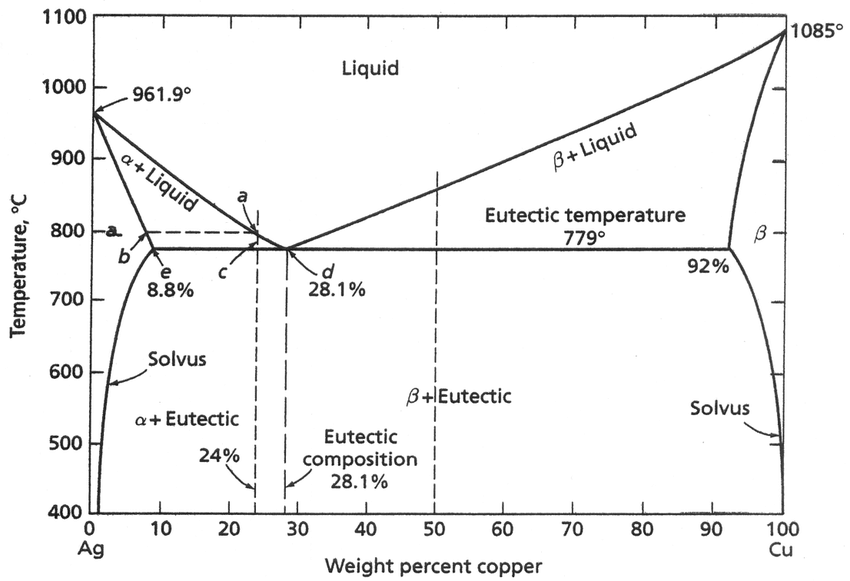 1100
1085°
Liquid
1000
961.9°
β+Liquid
900
α+Liquid
a
Eutectic temperature
779°
800
a
β
b
e
c
d
92%
8.8%
28.1%
700
Temperature, °C
Solvus
600
β+Eutectic
Solvus
α+Eutectic
Eutectic
composition
28.1%
24%
500
400
0
10
20
30
40
50
60
70
80
90
100
Ag
Cu
Weight percent copper